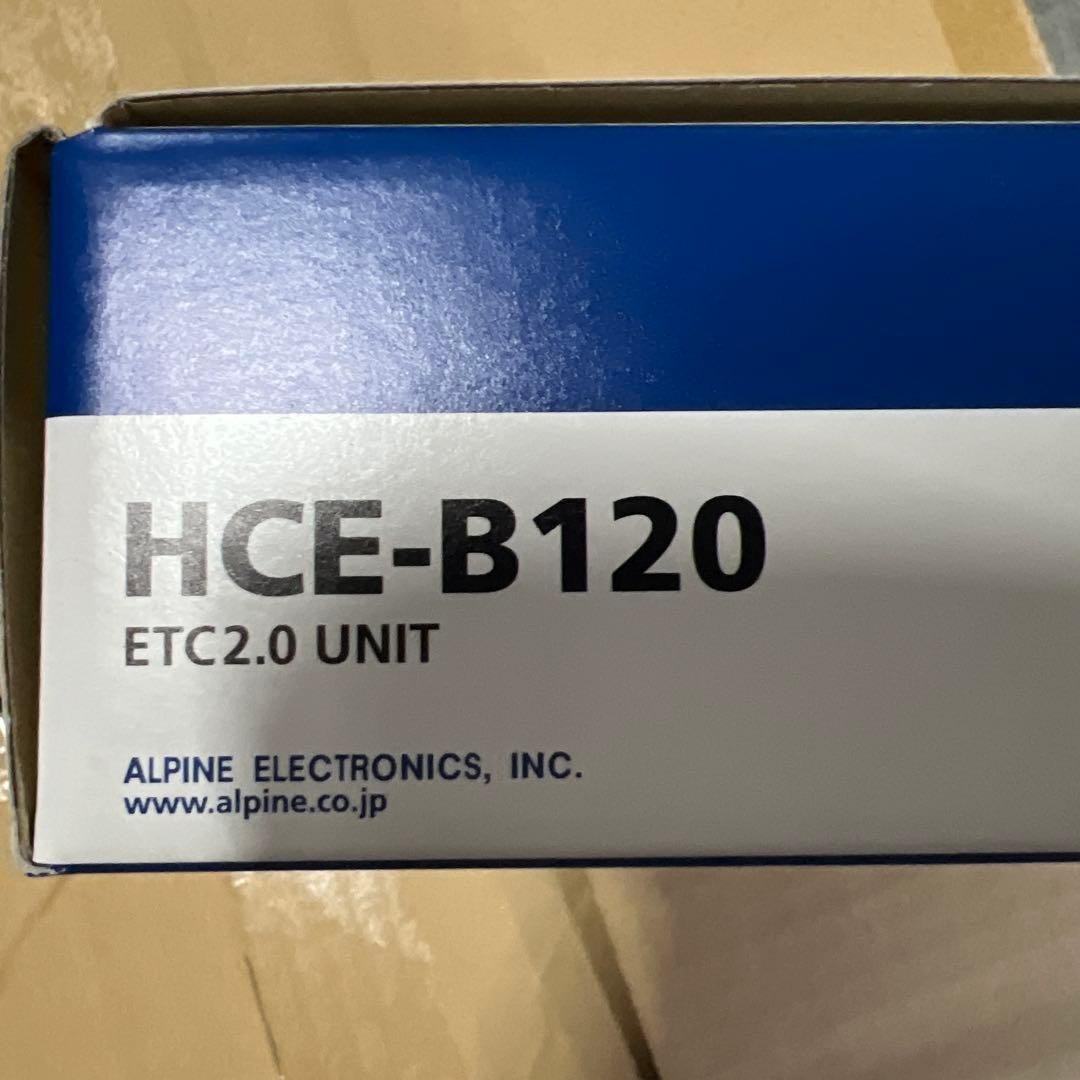 HCE-B120
ETC2.0 UNIT
ALPINE ELECTRONICS, INC.
www.alpine.co.jp